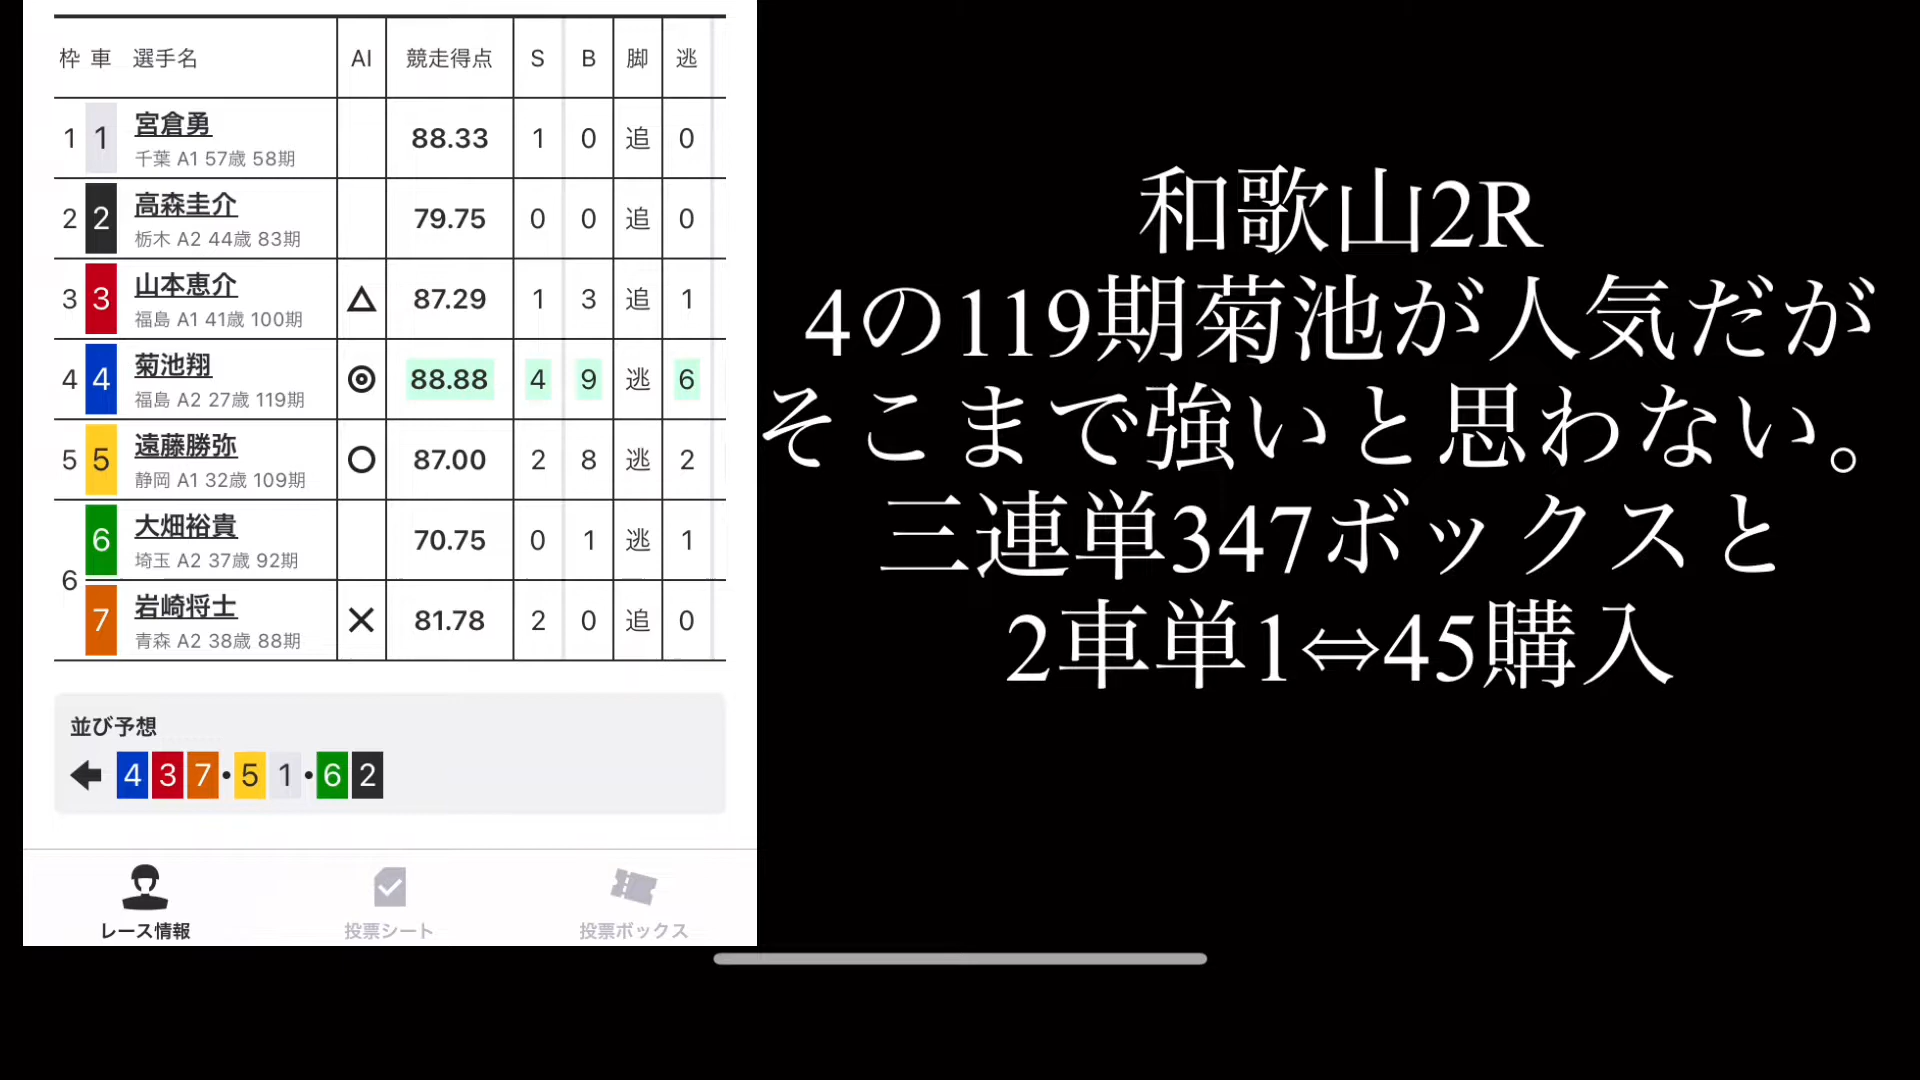 枠 車 選手名 AI 競走得点 S B 脚 逃
1 1 宮倉勇 88.33 1 0 追 0
千葉 A1 57歳 58期
2 2 高森圭介 79.75 0 0 追 0
栃木 A2 44歳 83期
3 3 山本恵介 △ 87.29 1 3 追 1
福島 A1 41歳 100期
4 4 菊池翔 ◎ 88.88 4 9 逃 6
福島 A2 27歳 119期
5 5 遠藤勝弥 ○ 87.00 2 8 逃 2
静岡 A1 32歳 109期
6 6 大畑裕貴 70.75 0 1 逃 1
埼玉 A2 37歳 92期
7 岩崎将士 × 81.78 2 0 追 0
青森 A2 38歳 88期
並び予想
← 4 3 7 • 5 1 • 6 2
レース情報 投票シート 投票ボックス
和歌山2R
4の119期菊池が人気だが
そこまで強いと思わない。
三連単347ボックスと
2車単1⇔45購入